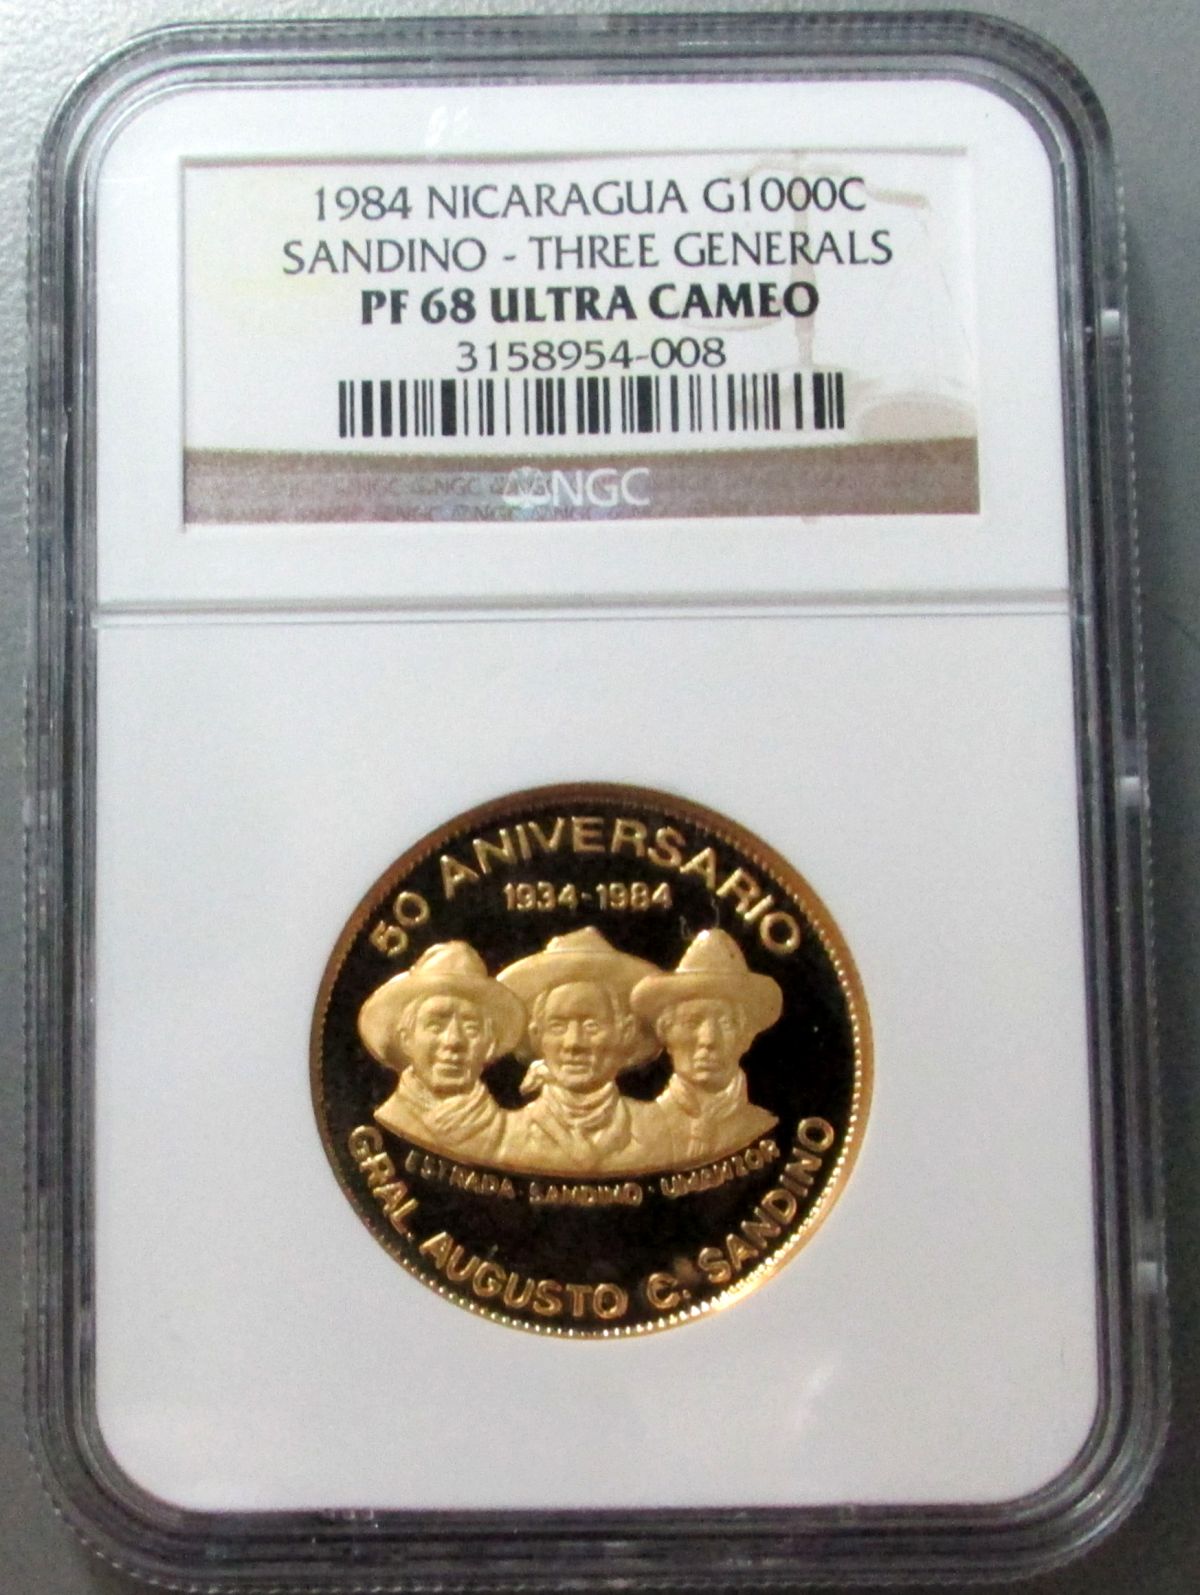 1984 NICARAGUA G1000C
SANDINO - THREE GENERALS
PF 68 ULTRA CAMEO
3158954-008
NGC
50 ANIVERSARIO
1934-1984
ESTRADA · SANDINO · UMANZOR
GRAL. AUGUSTO C. SANDINO